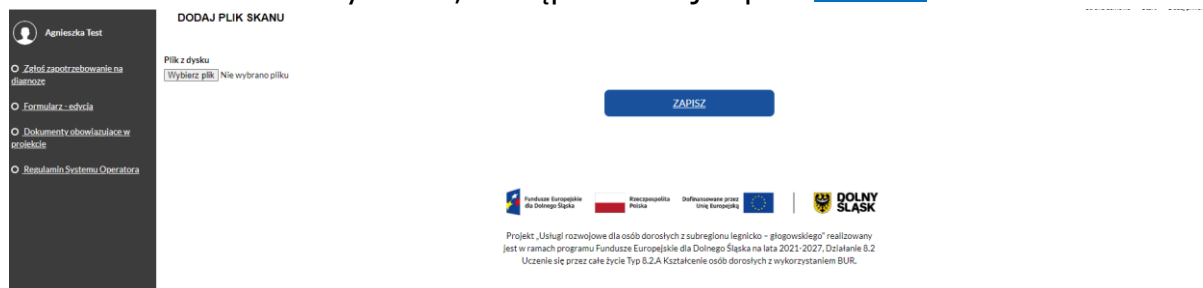 DODAJ PLIK SKANU
Agnieszka Test
Zgłoś zapotrzebowanie na
diagnozę
Formularz - edycja
Dokumenty obowiązujące w
projekcie
Regulamin Systemu Operatora
Plik z dysku
Wybierz plik Nie wybrano pliku
ZAPISZ
Fundusze Europejskie
dla Dolnego Śląska
Rzeczpospolita
Polska
Dofinansowane przez
Unię Europejską
DOLNY
ŚLĄSK
Projekt „Usługi rozwojowe dla osób dorosłych z subregionu legnicko – głogowskiego” realizowany
jest w ramach programu Fundusze Europejskie dla Dolnego Śląska na lata 2021-2027, Działanie 8.2
Uczenie się przez całe życie Typ 8.2.A Kształcenie osób dorosłych z wykorzystaniem BUR.